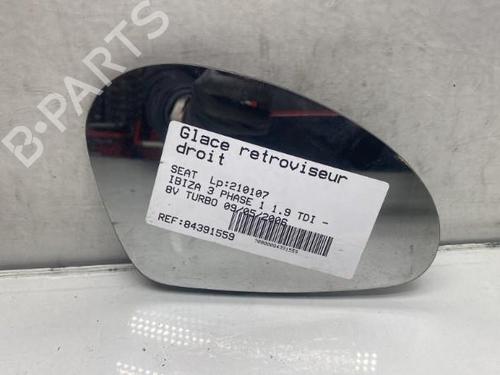 B-PARTS
Glace retroviseur
droit
SEAT Lp:210107
IBIZA 3 PHASE 1 1.9 TDI -
8V TURBO 09/05/2006
REF:84391559